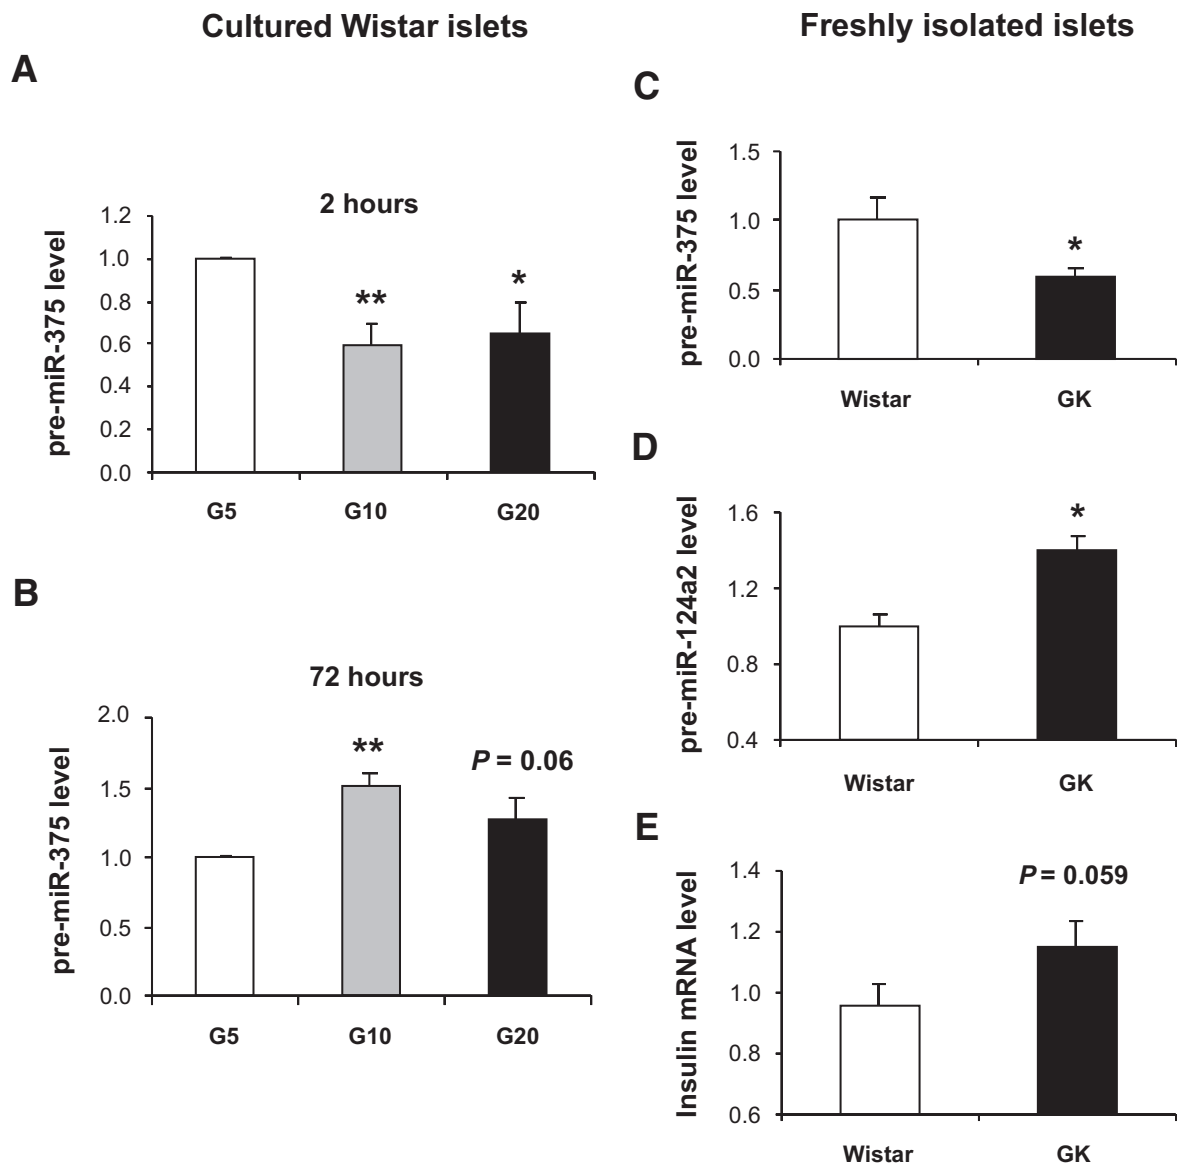 Cultured Wistar islets
Freshly isolated islets
A
2 hours
pre-miR-375 level
1.2
1.0
0.8
0.6
0.4
0.2
0.0
**
*
G5 G10 G20
B
72 hours
pre-miR-375 level
2.0
1.5
1.0
0.5
0.0
**
P = 0.06
G5 G10 G20
C
pre-miR-375 level
1.5
1.0
0.5
0.0
*
Wistar GK
D
pre-miR-124a2 level
1.6
1.2
0.8
0.4
*
Wistar GK
E
Insulin mRNA level
1.4
1.2
1.0
0.8
0.6
P = 0.059
Wistar GK